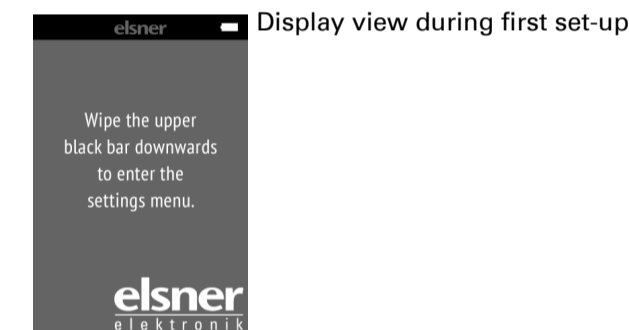 elsner
Display view during first set-up
Wipe the upper
black bar downwards
to enter the
settings menu.
elsner
elektronik